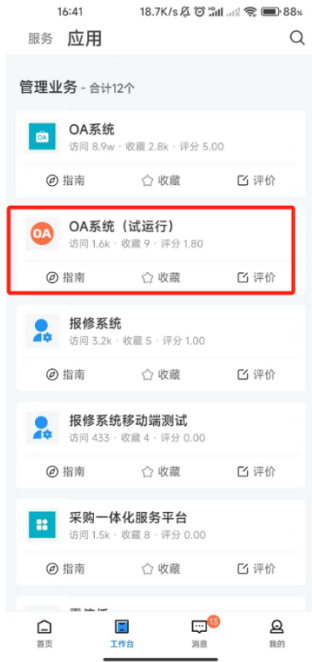 16:41 18.7K/s 88%
服务 应用
管理业务 - 合计12个
OA
OA系统
访问 8.9w · 收藏 2.8k · 评分 5.00
指南 收藏 评价
OA
OA系统（试运行）
访问 1.6k · 收藏 9 · 评分 1.80
指南 收藏 评价
报修系统
访问 3.2k · 收藏 5 · 评分 1.00
指南 收藏 评价
报修系统移动端测试
访问 433 · 收藏 4 · 评分 0.00
指南 收藏 评价
采购一体化服务平台
访问 1.5k · 收藏 8 · 评分 0.00
指南 收藏 评价
13
首页 工作台 消息 我的